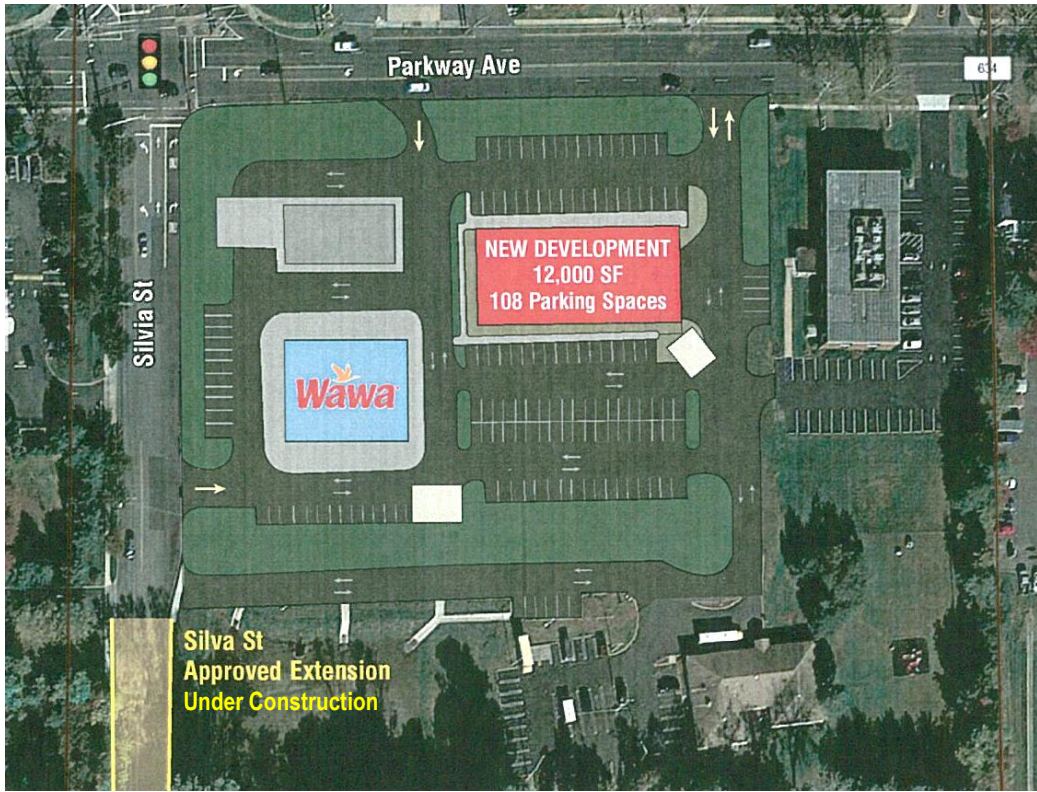 Parkway Ave
634
Silvia St
NEW DEVELOPMENT
12,000 SF
108 Parking Spaces
Wawa
Silva St
Approved Extension
Under Construction